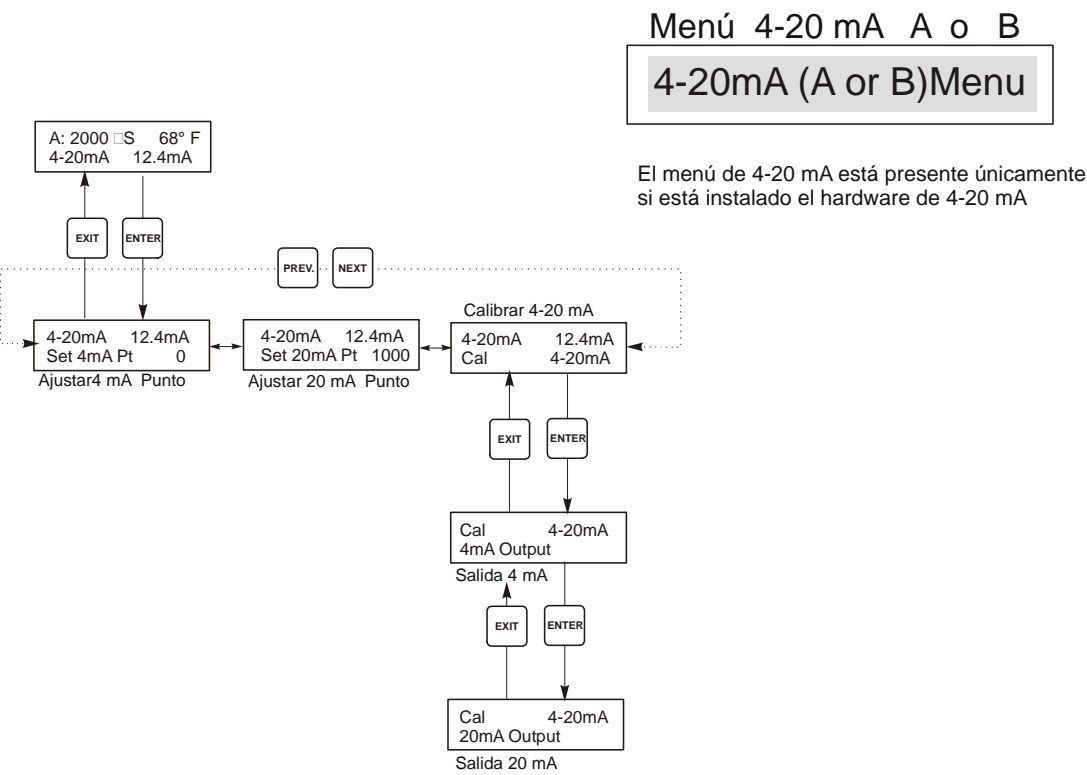 Menú 4-20 mA A o B
4-20mA (A or B)Menu
El menú de 4-20 mA está presente únicamente
si está instalado el hardware de 4-20 mA
A: 2000 □S 68° F
4-20mA 12.4mA
EXIT
ENTER
PREV.
NEXT
4-20mA 12.4mA
Set 4mA Pt 0
Ajustar4 mA Punto
4-20mA 12.4mA
Set 20mA Pt 1000
Ajustar 20 mA Punto
Calibrar 4-20 mA
4-20mA 12.4mA
Cal 4-20mA
EXIT
ENTER
Cal 4-20mA
4mA Output
Salida 4 mA
EXIT
ENTER
Cal 4-20mA
20mA Output
Salida 20 mA